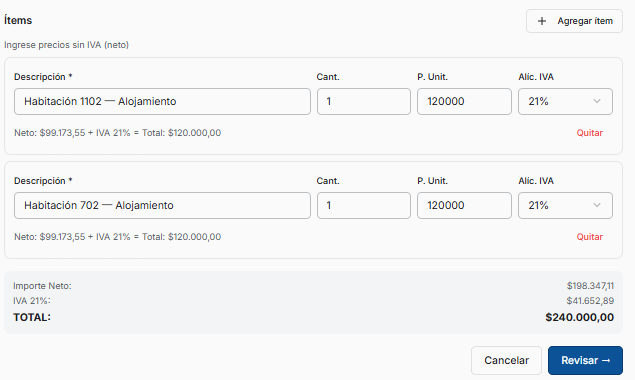 Ítems
+ Agregar ítem
Ingrese precios sin IVA (neto)
Descripción * Cant. P. Unit. Alíc. IVA
Habitación 1102 — Alojamiento 1 120000 21%
Neto: $99.173,55 + IVA 21% = Total: $120.000,00 Quitar
Descripción * Cant. P. Unit. Alíc. IVA
Habitación 702 — Alojamiento 1 120000 21%
Neto: $99.173,55 + IVA 21% = Total: $120.000,00 Quitar
Importe Neto: $198.347,11
IVA 21%: $41.652,89
TOTAL: $240.000,00
Cancelar Revisar →